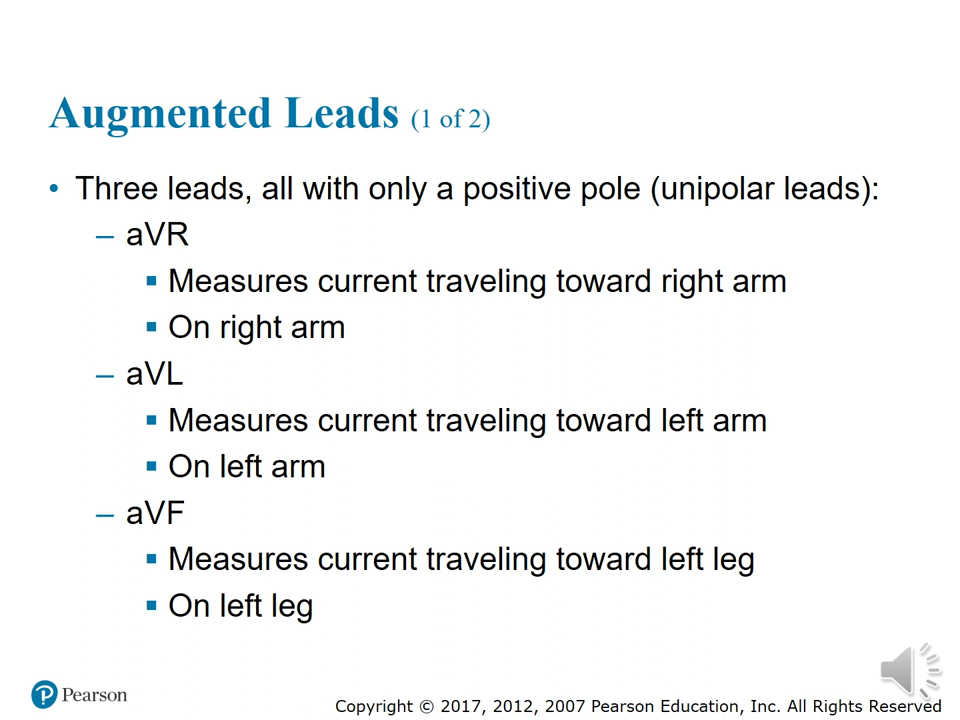 Augmented Leads (1 of 2)
• Three leads, all with only a positive pole (unipolar leads):
– aVR
▪ Measures current traveling toward right arm
▪ On right arm
– aVL
▪ Measures current traveling toward left arm
▪ On left arm
– aVF
▪ Measures current traveling toward left leg
▪ On left leg
P Pearson
Copyright © 2017, 2012, 2007 Pearson Education, Inc. All Rights Reserved